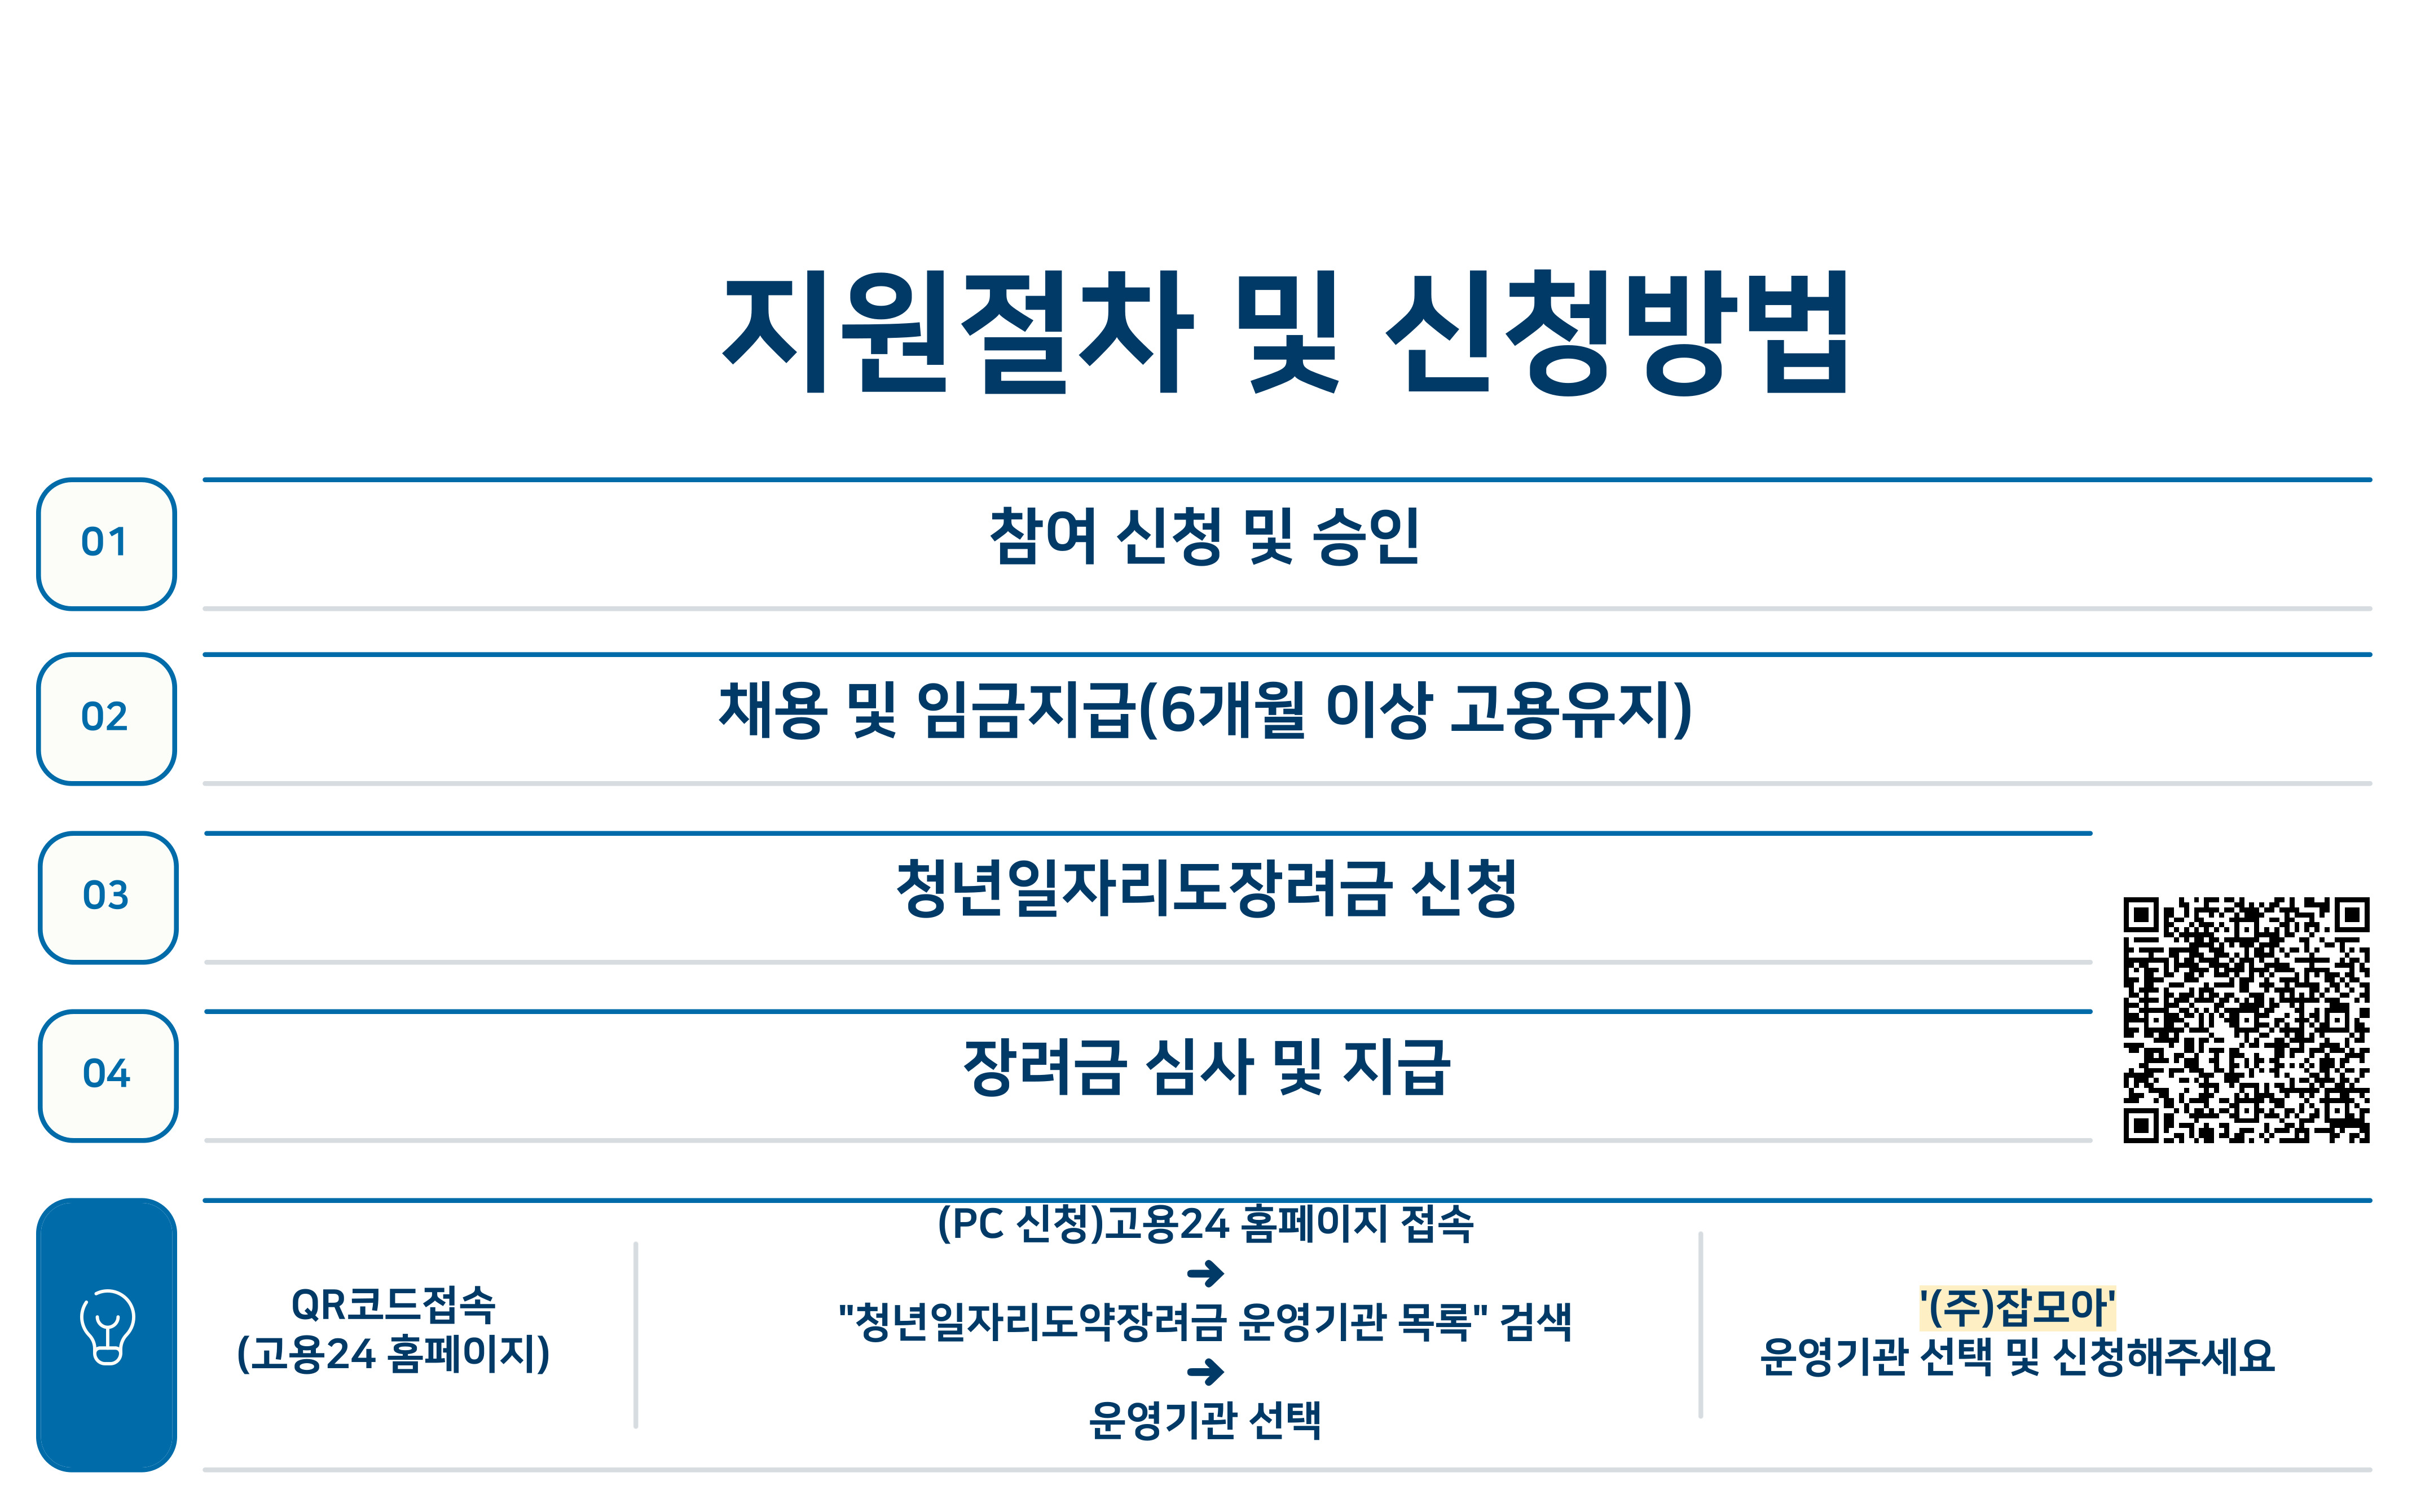 지원절차 및 신청방법
01
참여 신청 및 승인
02
채용 및 임금지급(6개월 이상 고용유지)
03
청년일자리도장려금 신청
04
장려금 심사 및 지급
QR코드접속
(고용24 홈페이지)
(PC 신청)고용24 홈페이지 접속
➔
"청년일자리도약장려금 운영기관 목록" 검색
➔
운영기관 선택
'(주)잡모아'
운영기관 선택 및 신청해주세요